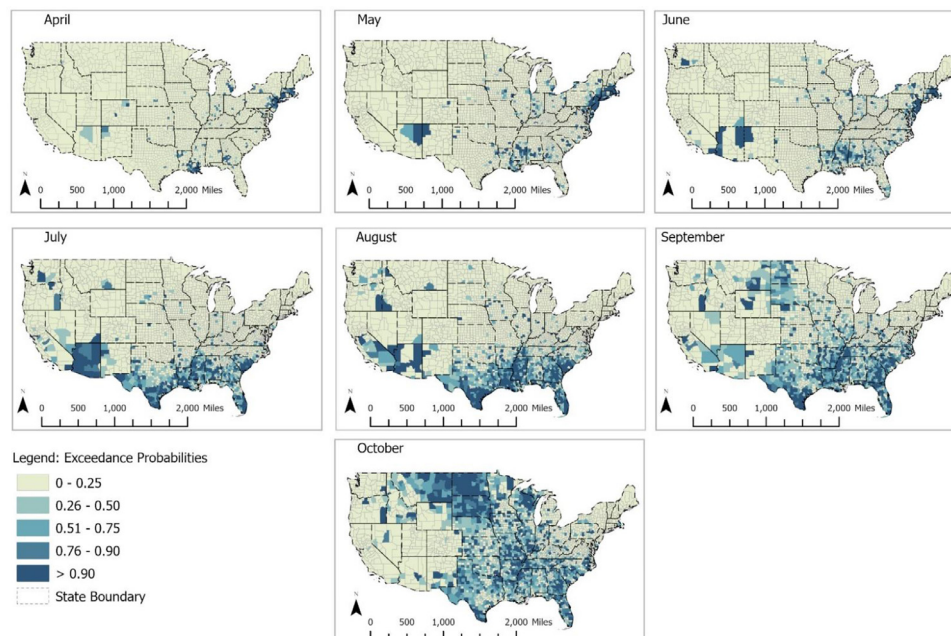 April
May
June
N
0 500 1,000 2,000 Miles
N
0 500 1,000 2,000 Miles
N
0 500 1,000 2,000 Miles
July
August
September
N
0 500 1,000 2,000 Miles
N
0 500 1,000 2,000 Miles
N
0 500 1,000 2,000 Miles
October
Legend: Exceedance Probabilities
0 - 0.25
0.26 - 0.50
0.51 - 0.75
0.76 - 0.90
> 0.90
State Boundary
N
0 500 1,000 2,000 Miles